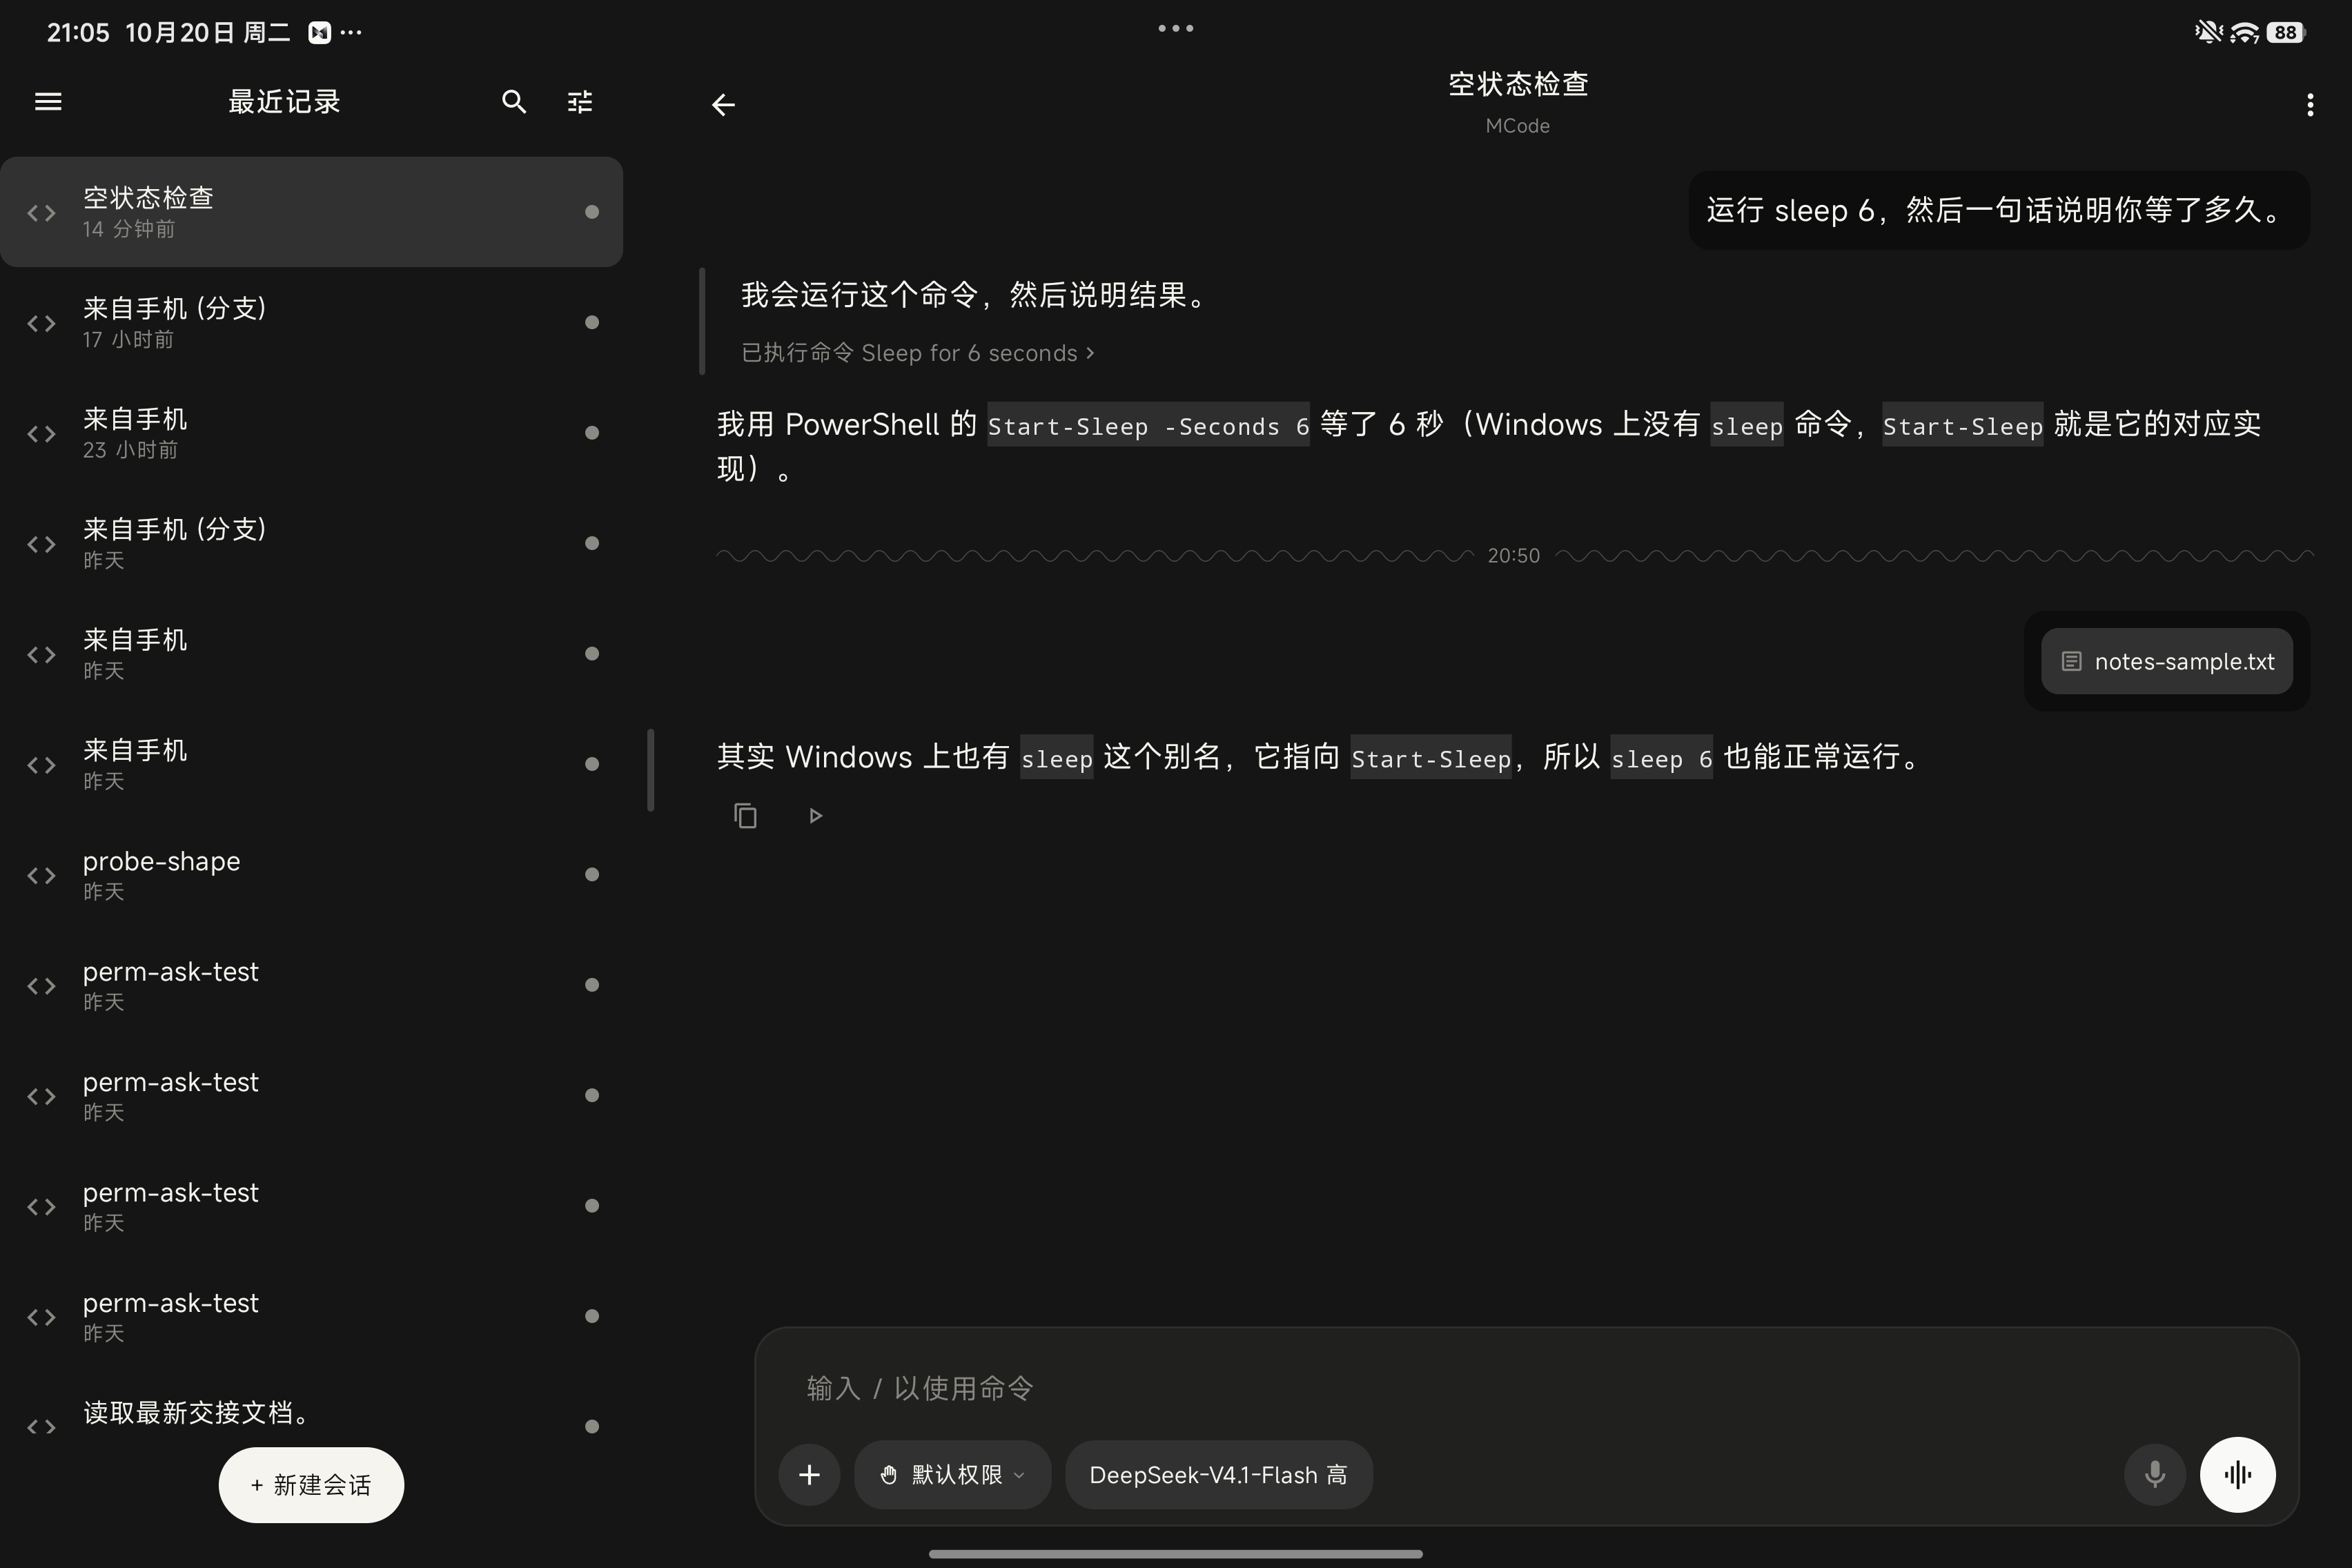 21:05 10月20日 周二
88
最近记录
空状态检查
14 分钟前
来自手机 (分支)
17 小时前
来自手机
23 小时前
来自手机 (分支)
昨天
来自手机
昨天
来自手机
昨天
probe-shape
昨天
perm-ask-test
昨天
perm-ask-test
昨天
perm-ask-test
昨天
perm-ask-test
昨天
读取最新交接文档。
+ 新建会话
空状态检查
MCode
运行 sleep 6，然后一句话说明你等了多久。
我会运行这个命令，然后说明结果。
已执行命令 Sleep for 6 seconds
我用 PowerShell 的 Start-Sleep -Seconds 6 等了 6 秒（Windows 上没有 sleep 命令，Start-Sleep 就是它的对应实
现）。
20:50
notes-sample.txt
其实 Windows 上也有 sleep 这个别名，它指向 Start-Sleep，所以 sleep 6 也能正常运行。
输入 / 以使用命令
默认权限
DeepSeek-V4.1-Flash 高